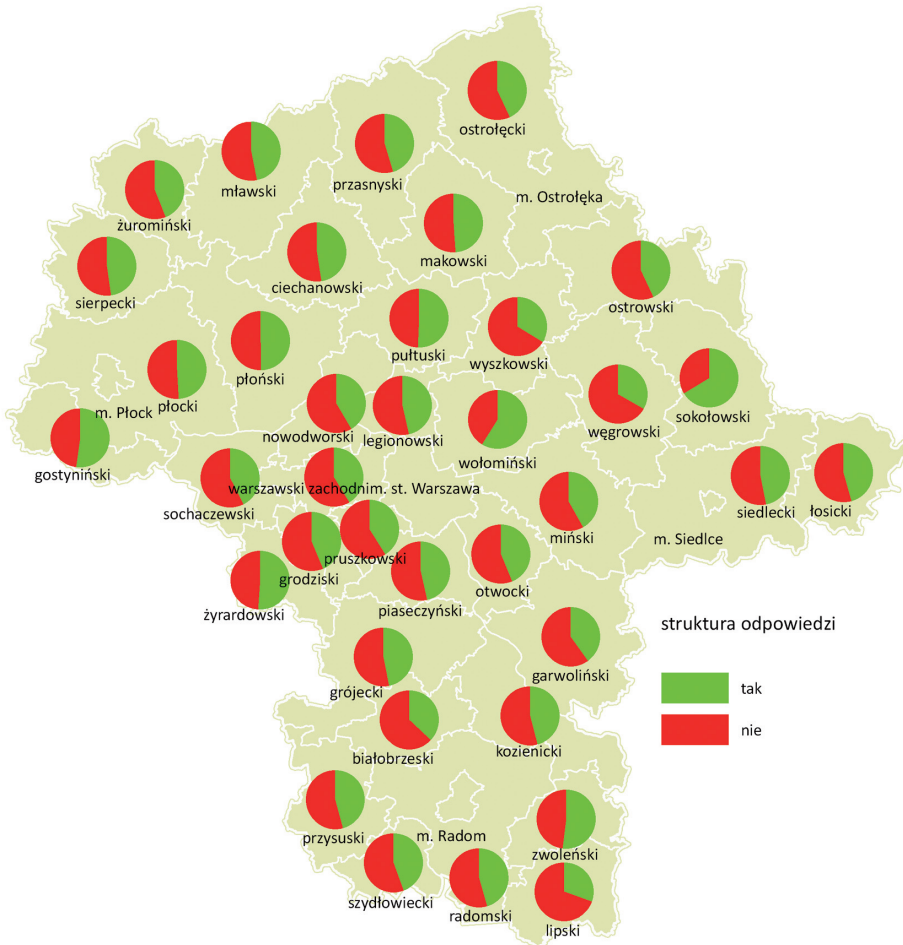 ostrołęcki
mławski
przasnyski
żuromiński
m. Ostrołęka
makowski
ciechanowski
sierpecki
ostrowski
pułtuski
wyszkowski
płoński
płocki
m. Płock
sokołowski
węgrowski
nowodworski
legionowski
wołomiński
gostyniński
warszawski zachodni
m. st. Warszawa
sochaczewski
siedlecki
łosicki
miński
m. Siedlce
pruszkowski
grodziski
otwocki
piaseczyński
żyrardowski
struktura odpowiedzi
garwoliński
grójecki
tak
nie
kozienicki
białobrzeski
przysuski
m. Radom
zwoleński
szydłowiecki
radomski
lipski